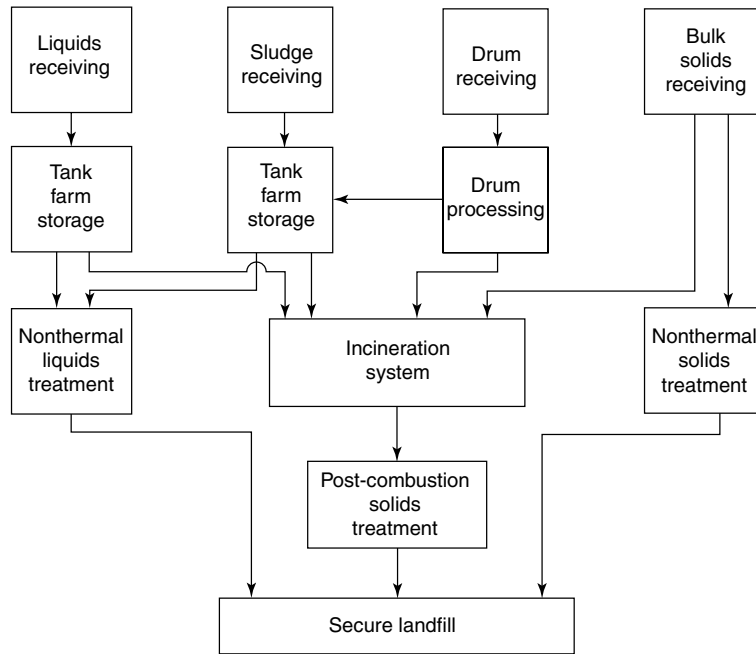 Liquids
receiving
Sludge
receiving
Drum
receiving
Bulk
solids
receiving
Tank
farm
storage
Tank
farm
storage
Drum
processing
Nonthermal
liquids
treatment
Incineration
system
Nonthermal
solids
treatment
Post-combustion
solids
treatment
Secure landfill